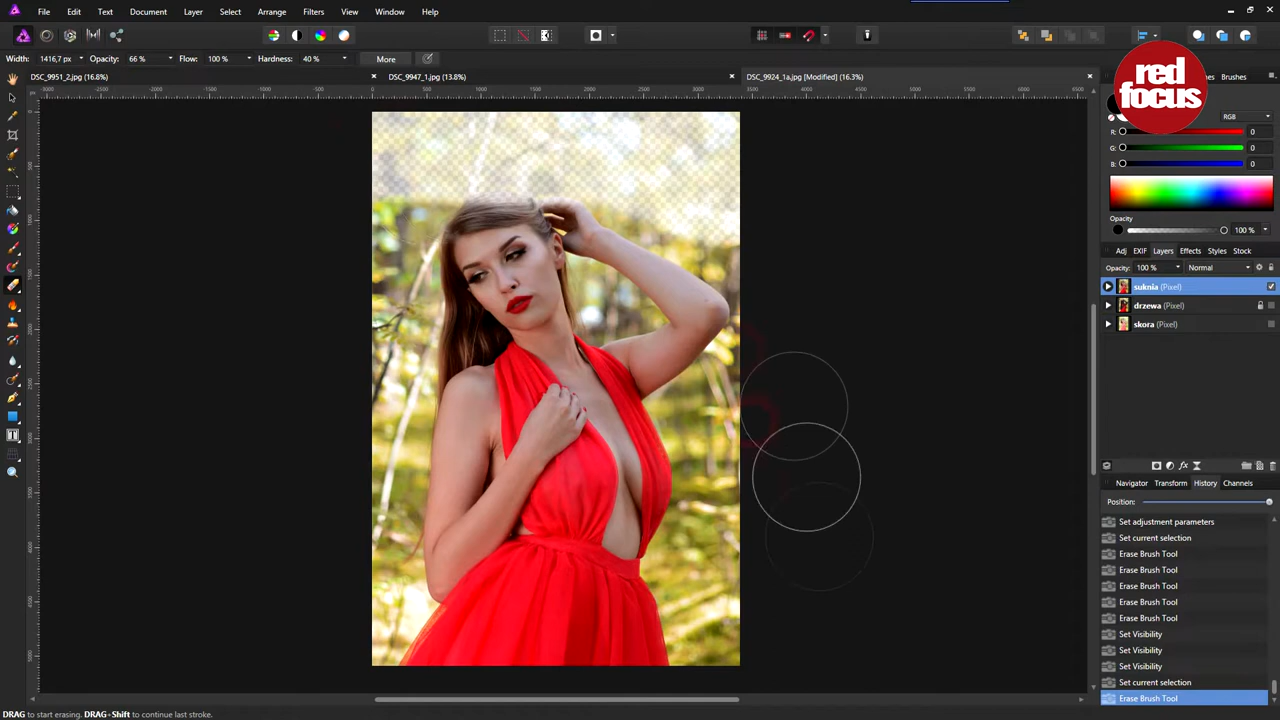 File Edit Text Document Layer Select Arrange Filters View Window Help
Width: 1416,7 px Opacity: 66 % Flow: 100 % Hardness: 40 % More
DSC_9951_2.jpg (16.8%) DSC_9947_1.jpg (13.8%) DSC_9924_1a.jpg [Modified] (16.3%)
Brushes
red
focus
RGB
R: 0
G: 0
B: 0
Opacity
100 %
Adj EXIF Layers Effects Styles Stock
Opacity: 100 % Normal
suknia (Pixel)
drzewa (Pixel)
skora (Pixel)
Navigator Transform History Channels
Position:
Set adjustment parameters
Set current selection
Erase Brush Tool
Erase Brush Tool
Erase Brush Tool
Erase Brush Tool
Erase Brush Tool
Set Visibility
Set Visibility
Set Visibility
Set current selection
Erase Brush Tool
DRAG to start erasing. DRAG+Shift to continue last stroke.